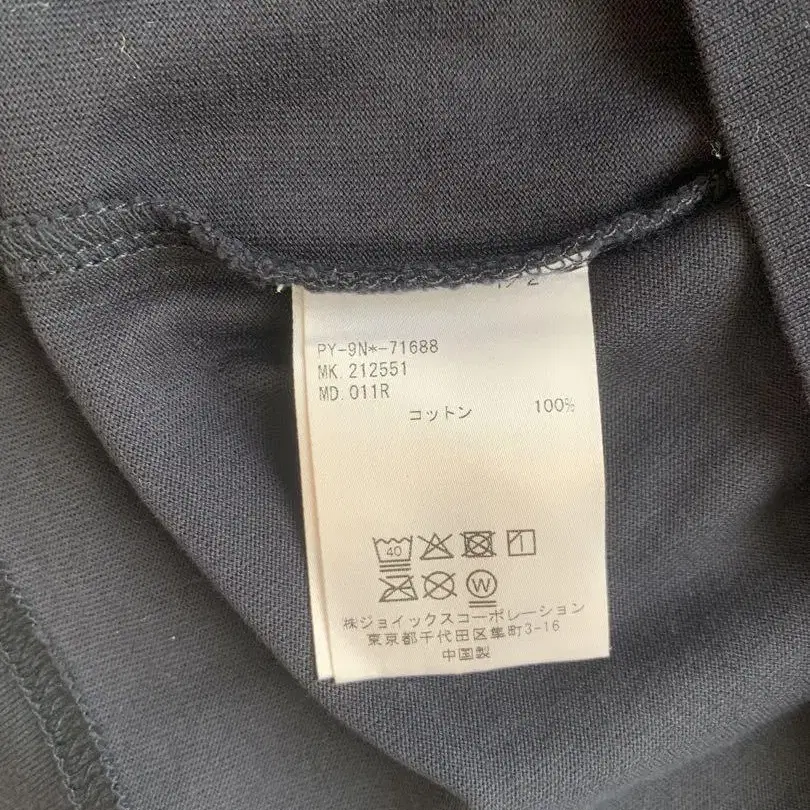 PY-9N*-71688
MK. 212551
MD. 011R
コットン 100%
40
W
株ジョイックスコーポレーション
東京都千代田区隼町3-16
中国製